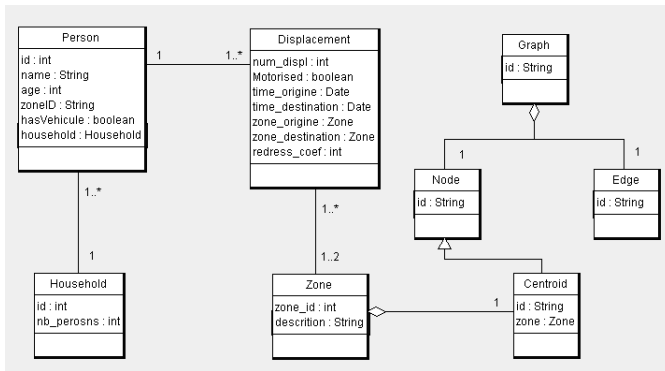 Person
id : int
name : String
age : int
zoneID : String
hasVehicule : boolean
household : Household
1
1..*
Displacement
num_displ : int
Motorised : boolean
time_origine : Date
time_destination : Date
zone_origine : Zone
zone_destination : Zone
redress_coef : int
Graph
id : String
1
1
Node
id : String
Edge
id : String
1..*
1
1..*
1..2
Household
id : int
nb_perosns : int
Zone
zone_id : int
descrition : String
1
Centroid
id : String
zone : Zone